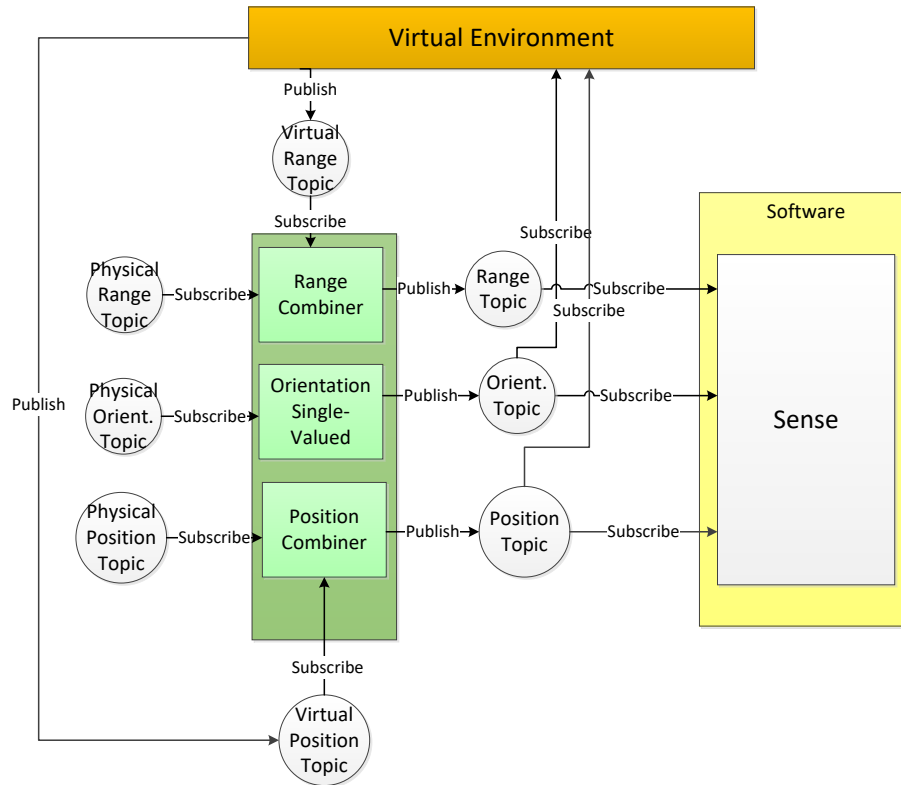 Virtual Environment
Publish
Virtual
Range
Topic
Subscribe
Software
Subscribe
Physical
Range
Topic
Subscribe
Range
Combiner
Publish
Range
Topic
Subscribe
Subscribe
Physical
Orient.
Topic
Publish
Subscribe
Orientation
Single-
Valued
Publish
Orient.
Topic
Subscribe
Sense
Physical
Position
Topic
Subscribe
Position
Combiner
Publish
Position
Topic
Subscribe
Subscribe
Virtual
Position
Topic